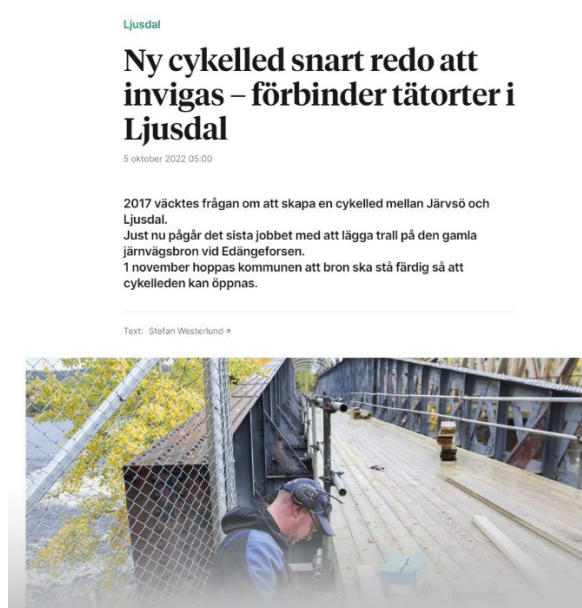 Ljusdal
Ny cykelled snart redo att
invigas – förbinder tätorter i
Ljusdal
5 oktober 2022 05:00
2017 väcktes frågan om att skapa en cykelled mellan Järvsö och
Ljusdal.
Just nu pågår det sista jobbet med att lägga trall på den gamla
järnvägsbron vid Edängeforsen.
1 november hoppas kommunen att bron ska stå färdig så att
cykelleden kan öppnas.
Text: Stefan Westerlund ↗